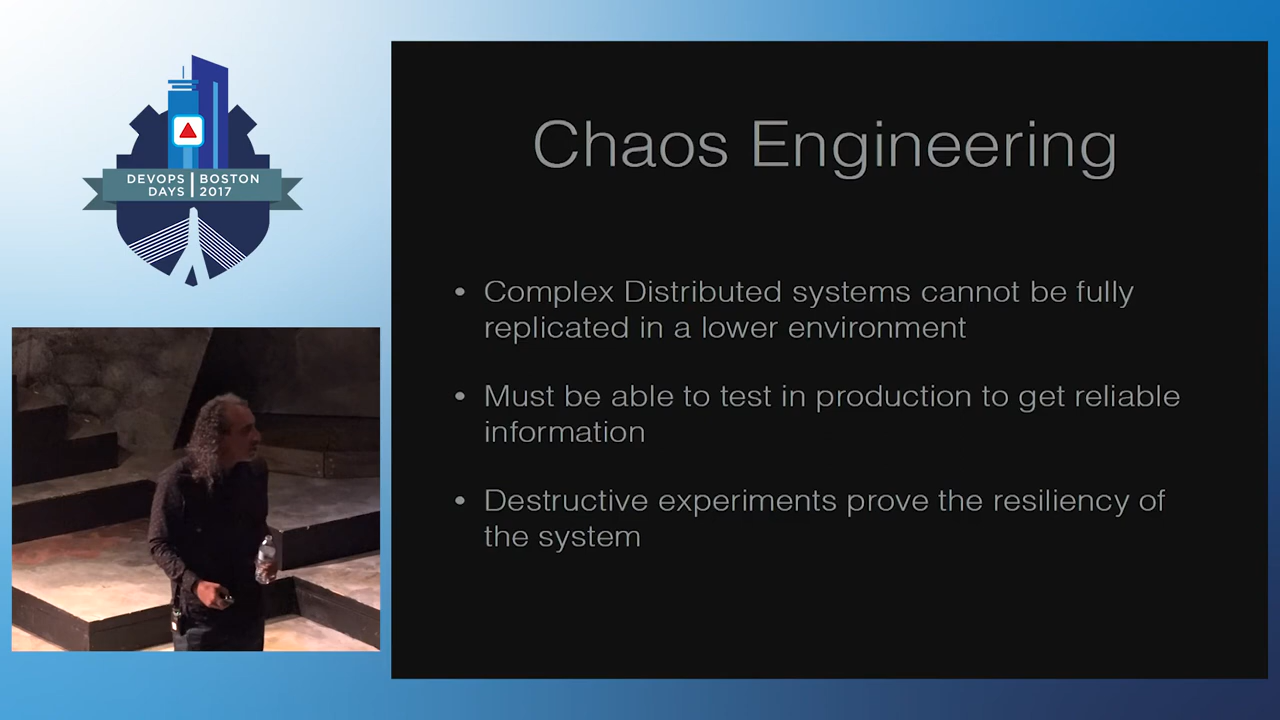 DEVOPS DAYS | BOSTON 2017
Chaos Engineering
• Complex Distributed systems cannot be fully
replicated in a lower environment
• Must be able to test in production to get reliable
information
• Destructive experiments prove the resiliency of
the system